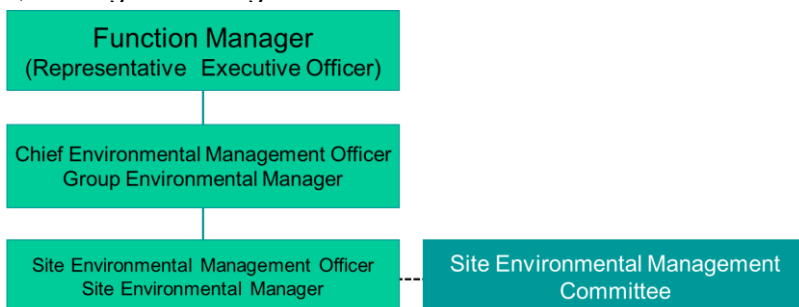 Function Manager
(Representative Executive Officer)
Chief Environmental Management Officer
Group Environmental Manager
Site Environmental Management Officer
Site Environmental Manager
Site Environmental Management
Committee